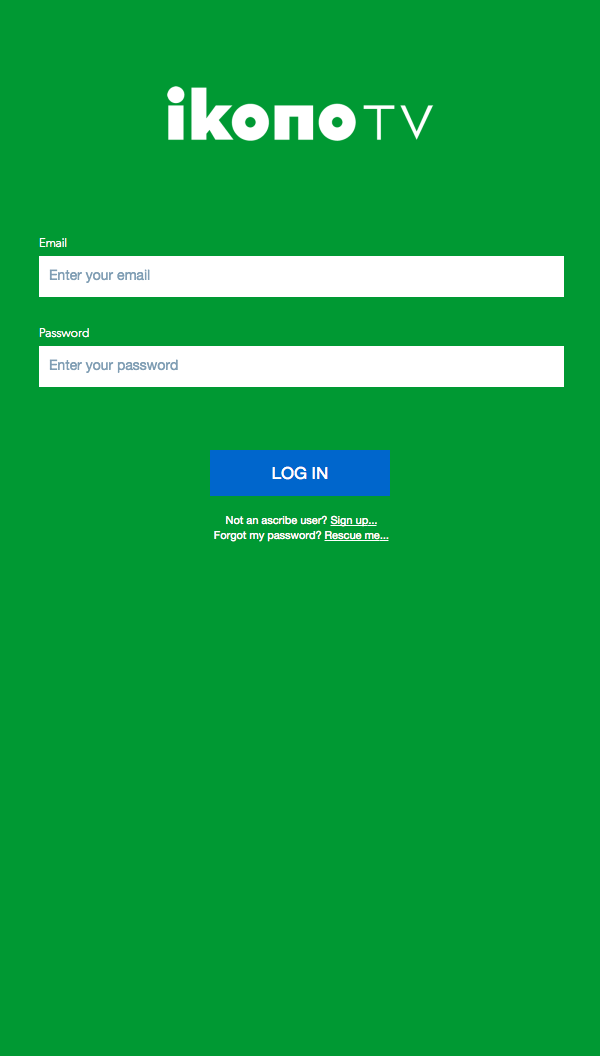 ikono TV
Email
Enter your email
Password
Enter your password
LOG IN
Not an ascribe user? Sign up...
Forgot my password? Rescue me...